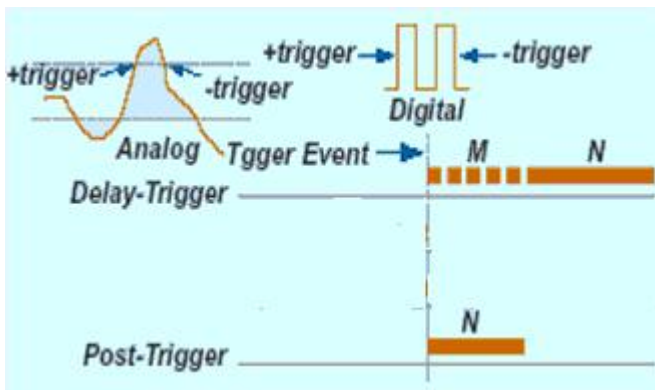 +trigger
-trigger
Analog
+trigger
-trigger
Digital
Tgger Event
M N
Delay-Trigger
N
Post-Trigger